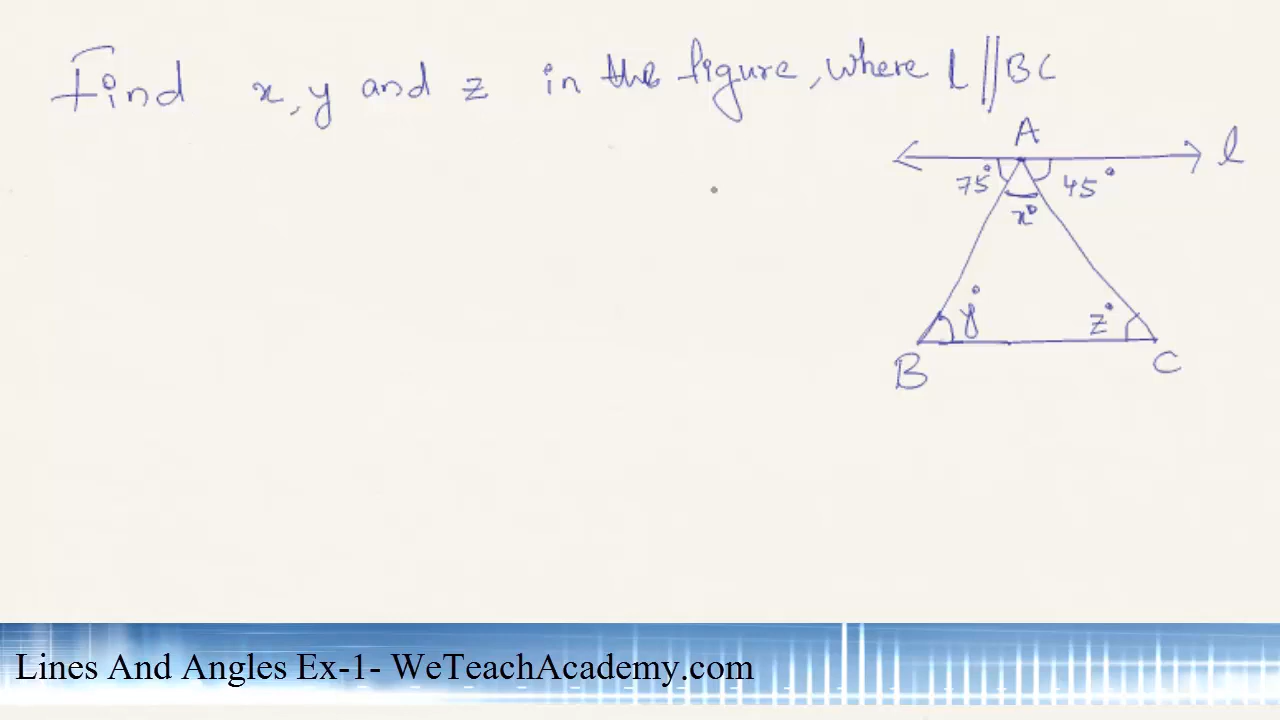 Find x, y and z in the figure, where l || BC
A
l
75° 45°
x°
y° z°
B C
Lines And Angles Ex-1- WeTeachAcademy.com